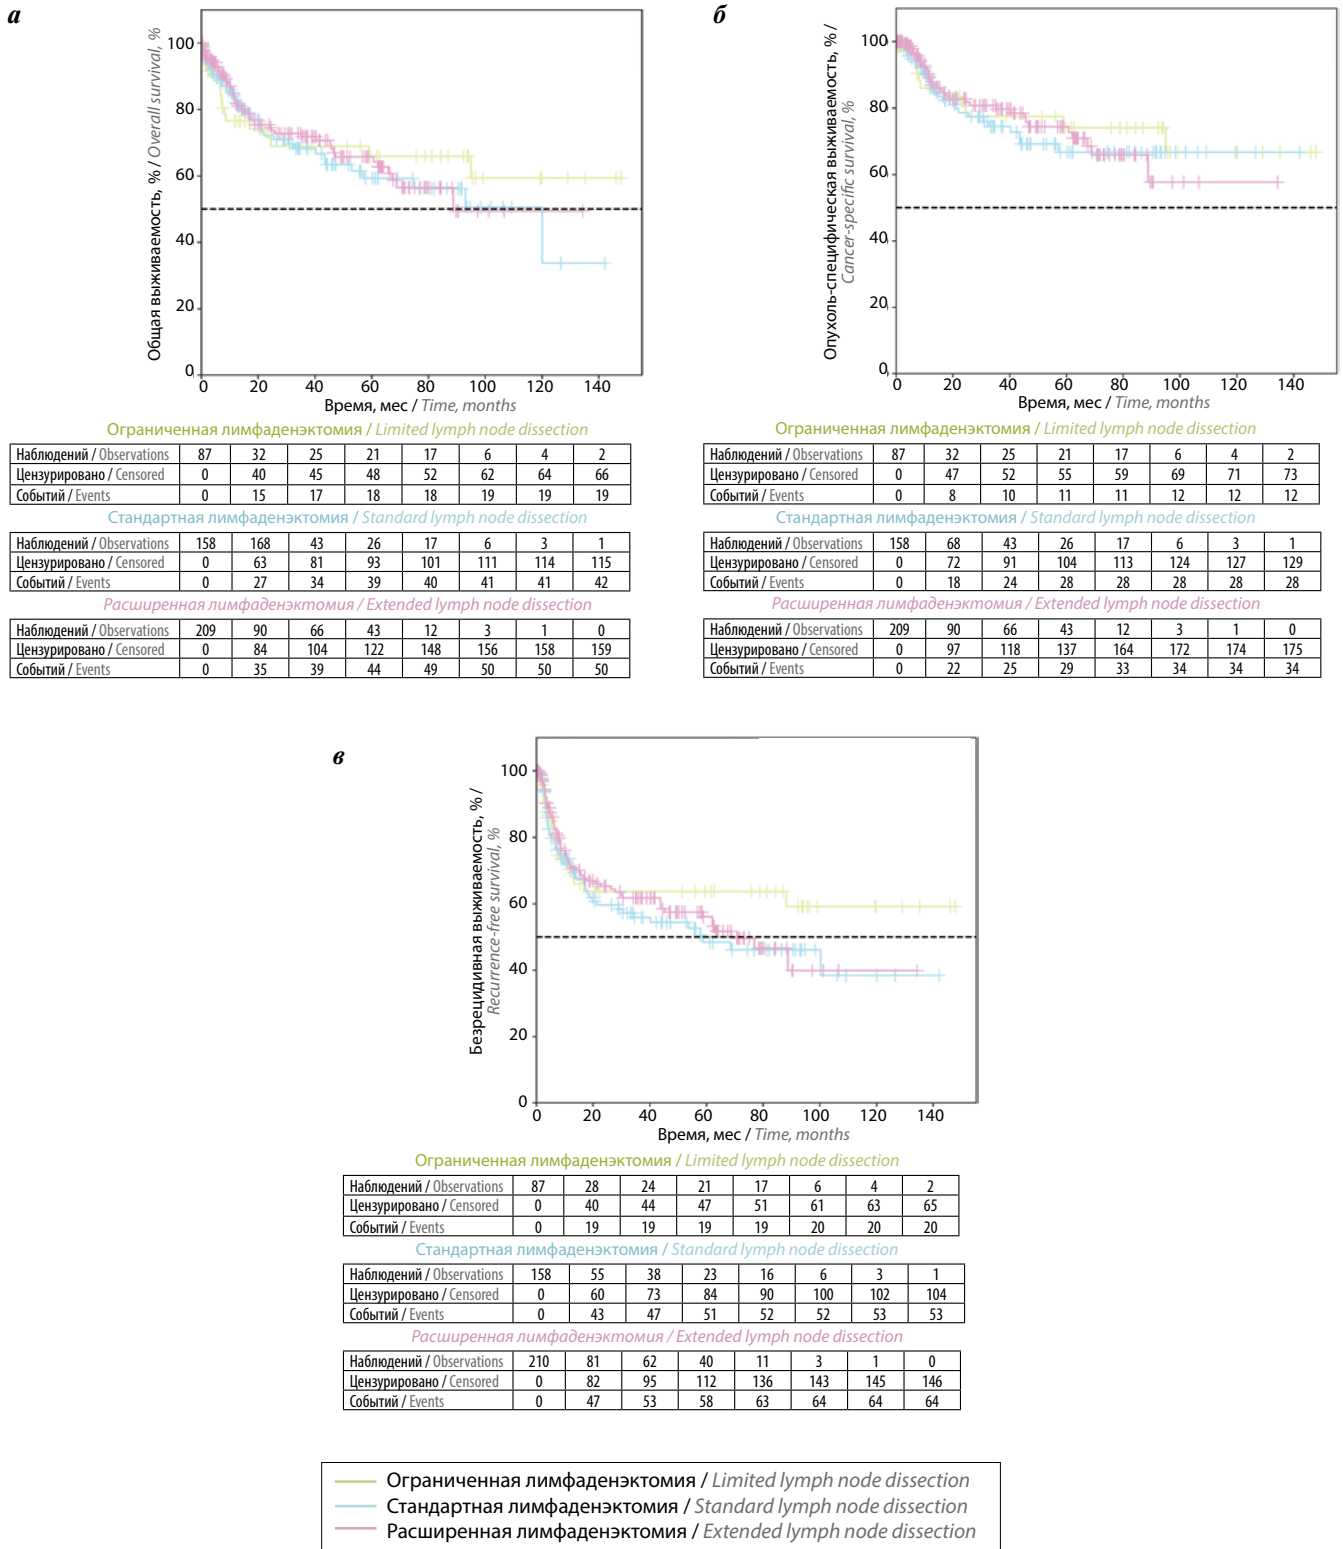 а
Общая выживаемость, % / Overall survival, %
100
80
60
40
20
0
0 20 40 60 80 100 120 140
Время, мес / Time, months
Ограниченная лимфаденэктомия / Limited lymph node dissection
Наблюдений / Observations 87 32 25 21 17 6 4 2
Цензурировано / Censored 0 40 45 48 52 62 64 66
Событий / Events 0 15 17 18 18 19 19 19
Стандартная лимфаденэктомия / Standard lymph node dissection
Наблюдений / Observations 158 168 43 26 17 6 3 1
Цензурировано / Censored 0 63 81 93 101 111 114 115
Событий / Events 0 27 34 39 40 41 41 42
Расширенная лимфаденэктомия / Extended lymph node dissection
Наблюдений / Observations 209 90 66 43 12 3 1 0
Цензурировано / Censored 0 84 104 122 148 156 158 159
Событий / Events 0 35 39 44 49 50 50 50
б
Опухоль-специфическая выживаемость, % /
Cancer-specific survival, %
100
80
60
40
20
0
0 20 40 60 80 100 120 140
Время, мес / Time, months
Ограниченная лимфаденэктомия / Limited lymph node dissection
Наблюдений / Observations 87 32 25 21 17 6 4 2
Цензурировано / Censored 0 47 52 55 59 69 71 73
Событий / Events 0 8 10 11 11 12 12 12
Стандартная лимфаденэктомия / Standard lymph node dissection
Наблюдений / Observations 158 68 43 26 17 6 3 1
Цензурировано / Censored 0 72 91 104 113 124 127 129
Событий / Events 0 18 24 28 28 28 28 28
Расширенная лимфаденэктомия / Extended lymph node dissection
Наблюдений / Observations 209 90 66 43 12 3 1 0
Цензурировано / Censored 0 97 118 137 164 172 174 175
Событий / Events 0 22 25 29 33 34 34 34
в
Безрецидивная выживаемость, % /
Recurrence-free survival, %
100
80
60
40
20
0
0 20 40 60 80 100 120 140
Время, мес / Time, months
Ограниченная лимфаденэктомия / Limited lymph node dissection
Наблюдений / Observations 87 28 24 21 17 6 4 2
Цензурировано / Censored 0 40 44 47 51 61 63 65
Событий / Events 0 19 19 19 19 20 20 20
Стандартная лимфаденэктомия / Standard lymph node dissection
Наблюдений / Observations 158 55 38 23 16 6 3 1
Цензурировано / Censored 0 60 73 84 90 100 102 104
Событий / Events 0 43 47 51 52 52 53 53
Расширенная лимфаденэктомия / Extended lymph node dissection
Наблюдений / Observations 210 81 62 40 11 3 1 0
Цензурировано / Censored 0 82 95 112 136 143 145 146
Событий / Events 0 47 53 58 63 64 64 64
Ограниченная лимфаденэктомия / Limited lymph node dissection
Стандартная лимфаденэктомия / Standard lymph node dissection
Расширенная лимфаденэктомия / Extended lymph node dissection